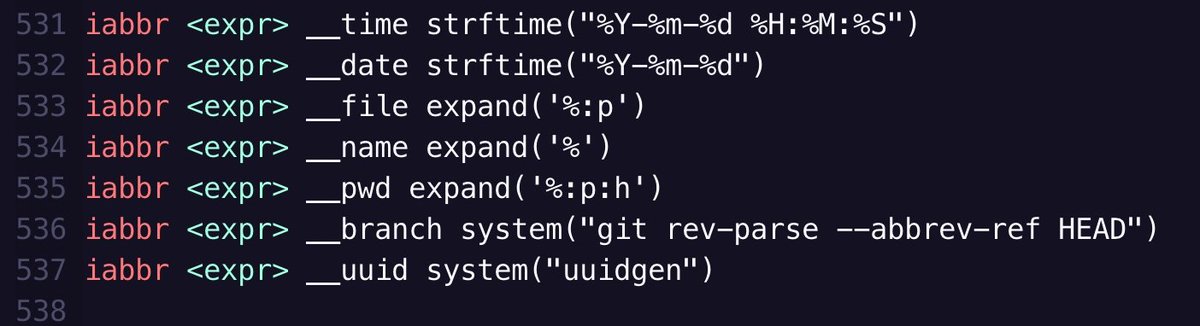 531 iabbr <expr> __time strftime("%Y-%m-%d %H:%M:%S")
532 iabbr <expr> __date strftime("%Y-%m-%d")
533 iabbr <expr> __file expand('%:p')
534 iabbr <expr> __name expand('%')
535 iabbr <expr> __pwd expand('%:p:h')
536 iabbr <expr> __branch system("git rev-parse --abbrev-ref HEAD")
537 iabbr <expr> __uuid system("uuidgen")
538